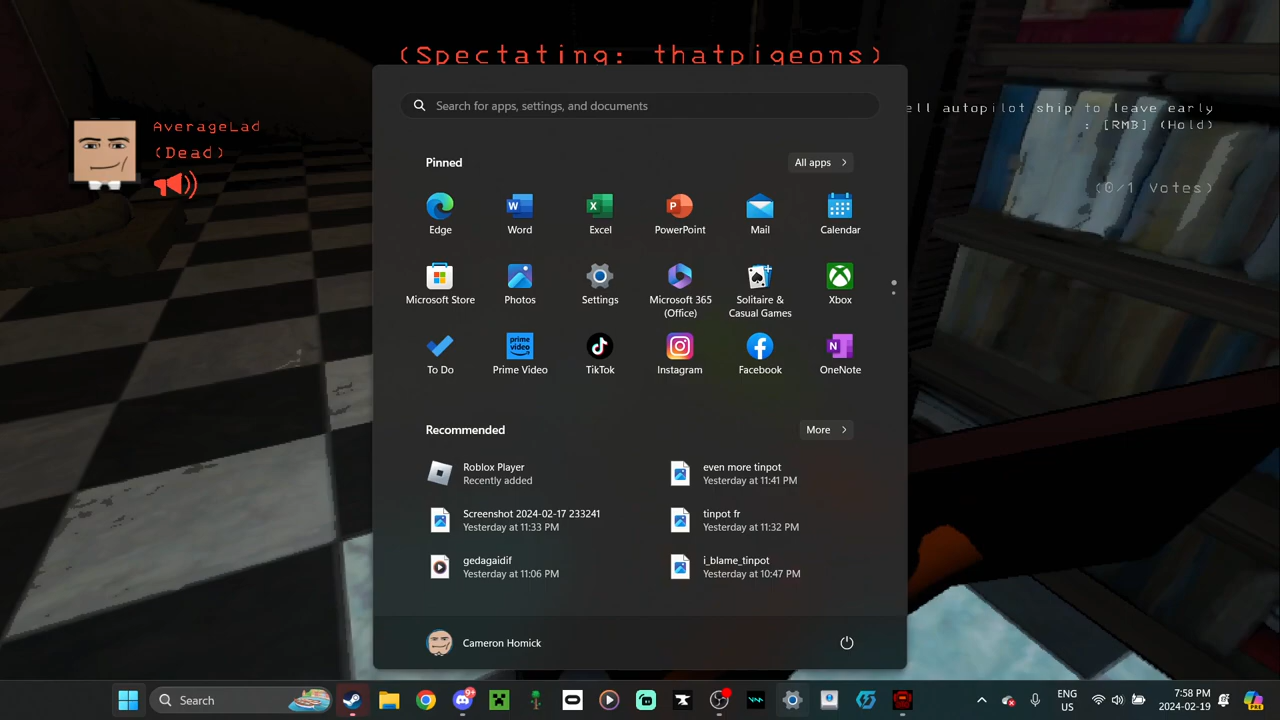 (Spectating: thatpigeons)
AverageLad
(Dead)
ell autopilot ship to leave early
: [RMB] (Hold)
(0/1 Votes)
Search for apps, settings, and documents
Pinned
All apps
Edge
Word
Excel
PowerPoint
Mail
Calendar
Microsoft Store
Photos
Settings
Microsoft 365
(Office)
Solitaire &
Casual Games
Xbox
To Do
prime
video
Prime Video
TikTok
Instagram
Facebook
OneNote
Recommended
More
Roblox Player
Recently added
even more tinpot
Yesterday at 11:41 PM
Screenshot 2024-02-17 233241
Yesterday at 11:33 PM
tinpot fr
Yesterday at 11:32 PM
gedagaidif
Yesterday at 11:06 PM
i_blame_tinpot
Yesterday at 10:47 PM
Cameron Homick
Search
9+
ENG
US
7:58 PM
2024-02-19
PRE